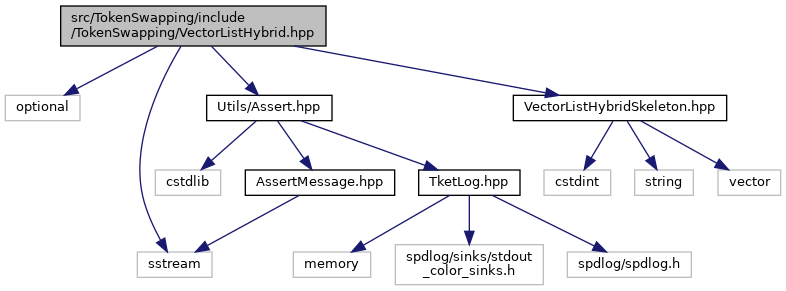 src/TokenSwapping/include
/TokenSwapping/VectorListHybrid.hpp
optional
Utils/Assert.hpp
VectorListHybridSkeleton.hpp
cstdlib
AssertMessage.hpp
TketLog.hpp
cstdint
string
vector
sstream
memory
spdlog/sinks/stdout
_color_sinks.h
spdlog/spdlog.h